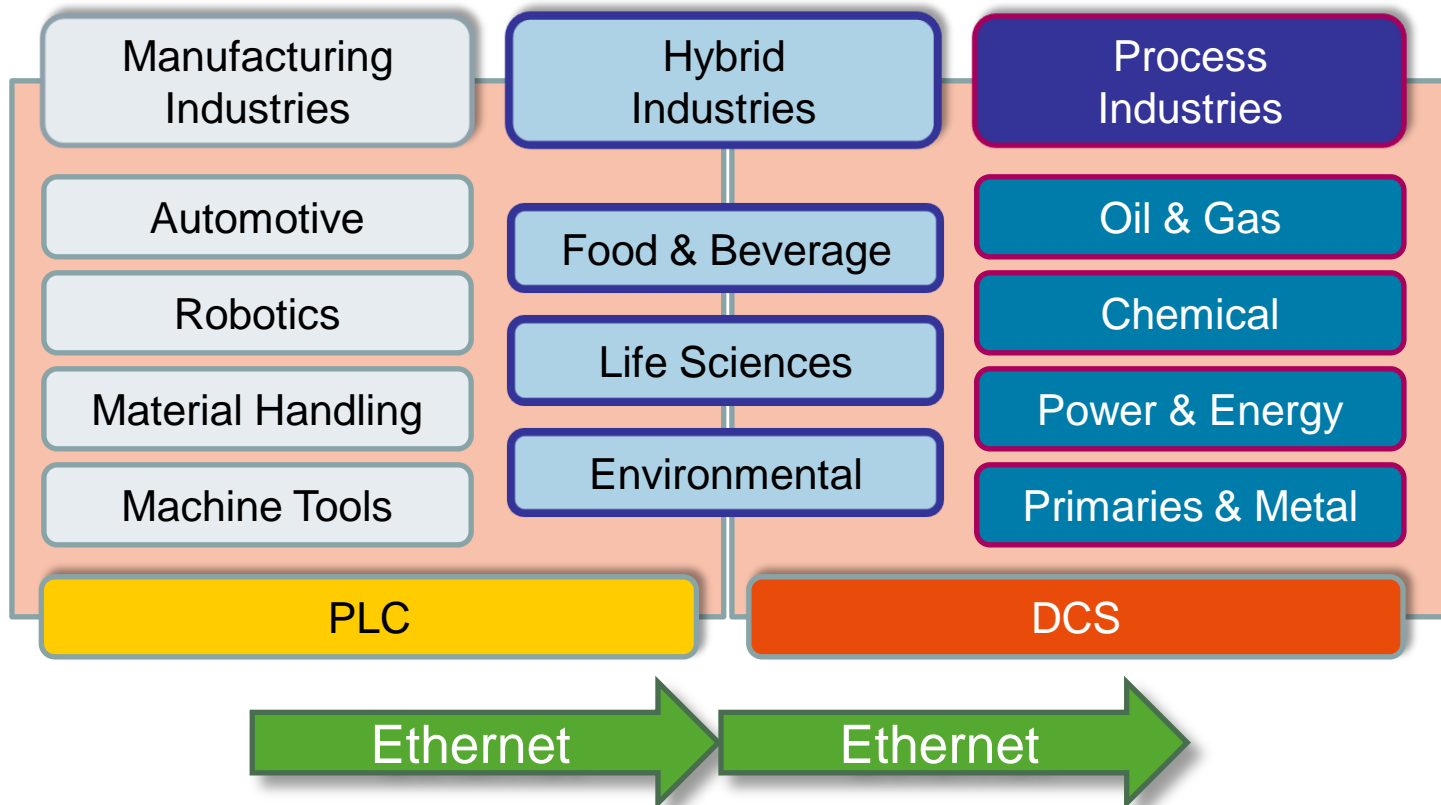 Manufacturing
Industries
Hybrid
Industries
Process
Industries
Automotive
Robotics
Material Handling
Machine Tools
Food & Beverage
Life Sciences
Environmental
Oil & Gas
Chemical
Power & Energy
Primaries & Metal
PLC
DCS
Ethernet
Ethernet